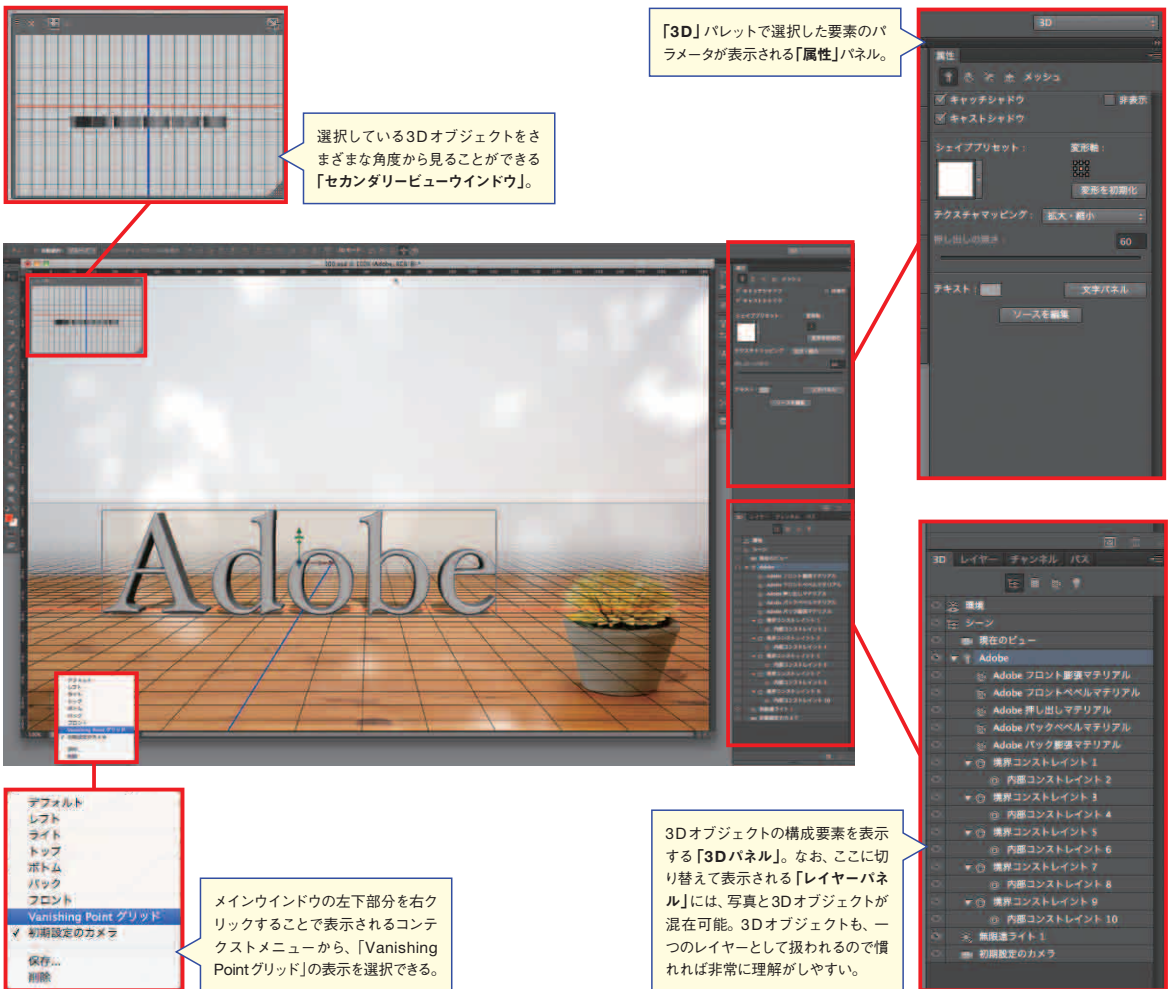 「3D」パレットで選択した要素のパ
ラメータが表示される「属性」パネル。
選択している3Dオブジェクトをさ
まざまな角度から見ることができる
「セカンダリービューウインドウ」。
3D
属性
メッシュ
キャッチシャドウ
非表示
キャストシャドウ
シェイププリセット：
変形軸：
変形を初期化
テクスチャマッピング：
拡大・縮小
押し出しの深さ：
60
テキスト：
文字パネル
ソースを編集
Adobe
デフォルト
レフト
ライト
トップ
ボトム
バック
フロント
Vanishing Point グリッド
✓ 初期設定のカメラ
保存...
削除
メインウインドウの左下部分を右ク
リックすることで表示されるコンテ
クストメニューから、「Vanishing
Pointグリッド」の表示を選択できる。
3Dオブジェクトの構成要素を表示
する「3Dパネル」。なお、ここに切
り替えて表示される「レイヤーパネ
ル」には、写真と3Dオブジェクトが
混在可能。3Dオブジェクトも、一
つのレイヤーとして扱われるので慣
れれば非常に理解がしやすい。
3D レイヤー チャンネル パス
環境
シーン
現在のビュー
Adobe
Adobe フロント膨張マテリアル
Adobe フロントベベルマテリアル
Adobe 押し出しマテリアル
Adobe バックベベルマテリアル
Adobe バック膨張マテリアル
境界コンストレイント 1
内部コンストレイント 2
境界コンストレイント 3
内部コンストレイント 4
境界コンストレイント 5
内部コンストレイント 6
境界コンストレイント 7
内部コンストレイント 8
境界コンストレイント 9
内部コンストレイント 10
無限遠ライト 1
初期設定のカメラ